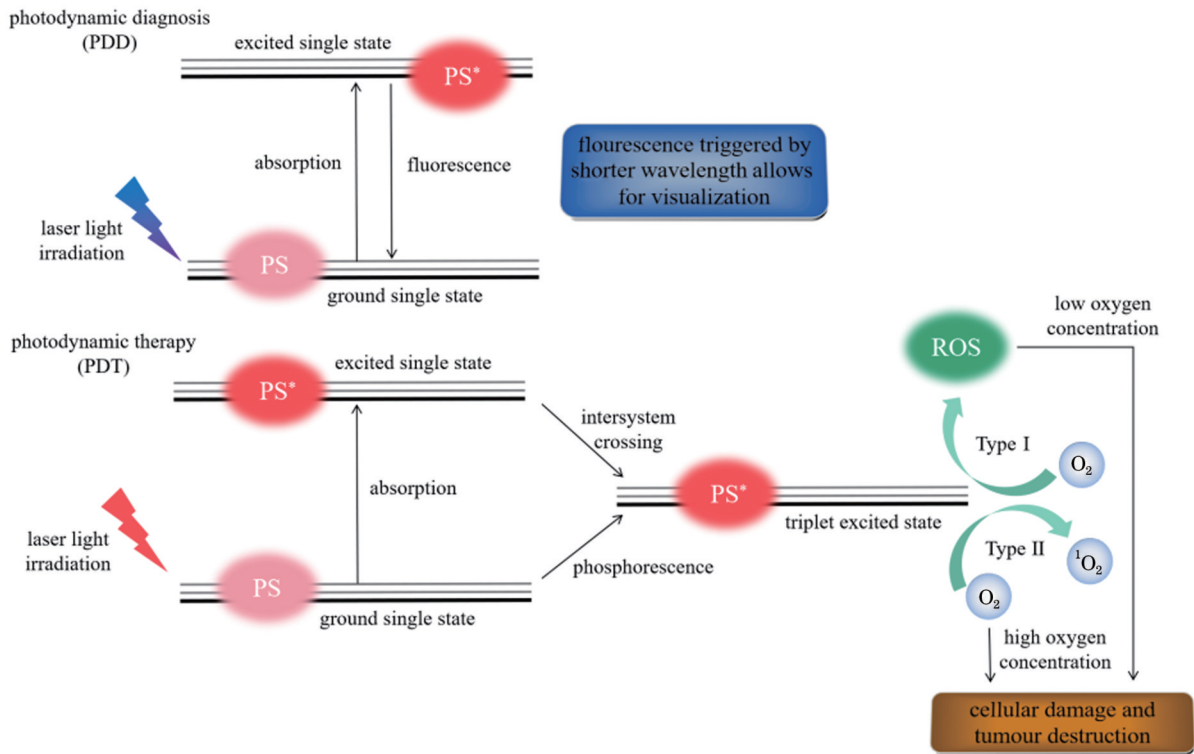 photodynamic diagnosis
(PDD)
excited single state
PS*
absorption
fluorescence
flourescence triggered by
shorter wavelength allows
for visualization
laser light
irradiation
PS
ground single state
photodynamic therapy
(PDT)
excited single state
PS*
absorption
laser light
irradiation
PS
ground single state
intersystem
crossing
phosphorescence
PS*
triplet excited state
ROS
low oxygen
concentration
Type I
O₂
Type II
¹O₂
O₂
high oxygen
concentration
cellular damage and
tumour destruction